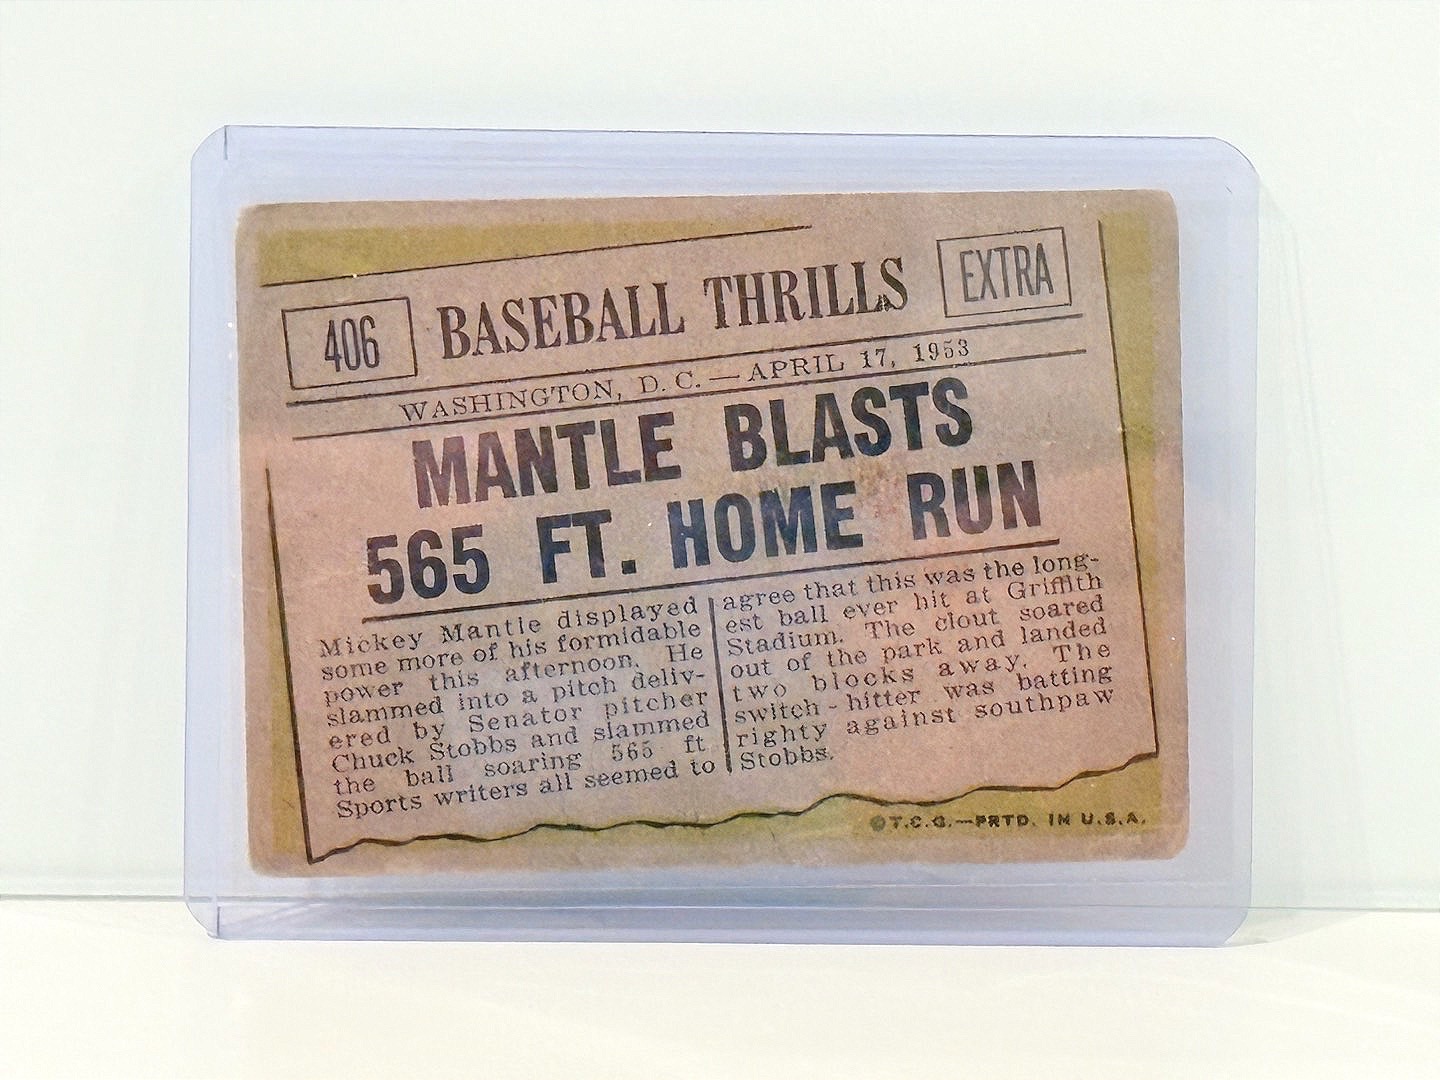 406 BASEBALL THRILLS EXTRA
WASHINGTON, D. C. — APRIL 17, 1953
MANTLE BLASTS
565 FT. HOME RUN
Mickey Mantle displayed
some more of his formidable
power this afternoon. He
slammed into a pitch deliv-
ered by Senator pitcher
Chuck Stobbs and slammed
the ball soaring 565 ft
Sports writers all seemed to
agree that this was the long-
est ball ever hit at Griffith
Stadium. The clout soared
out of the park and landed
two blocks away. The
switch-hitter was batting
righty against southpaw
Stobbs.
©T.C.G.—PRTD. IN U.S.A.